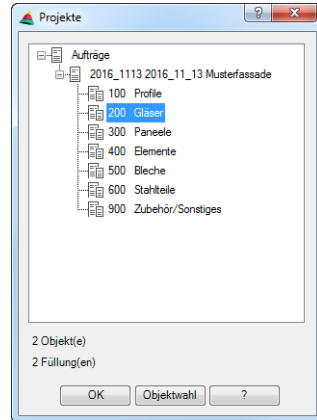 Projekte
?
Aufträge
2016_1113 2016_11_13 Musterfassade
100 Profile
200 Gläser
300 Paneele
400 Elemente
500 Bleche
600 Stahlteile
900 Zubehör/Sonstiges
2 Objekt(e)
2 Füllung(en)
OK Objektwahl ?